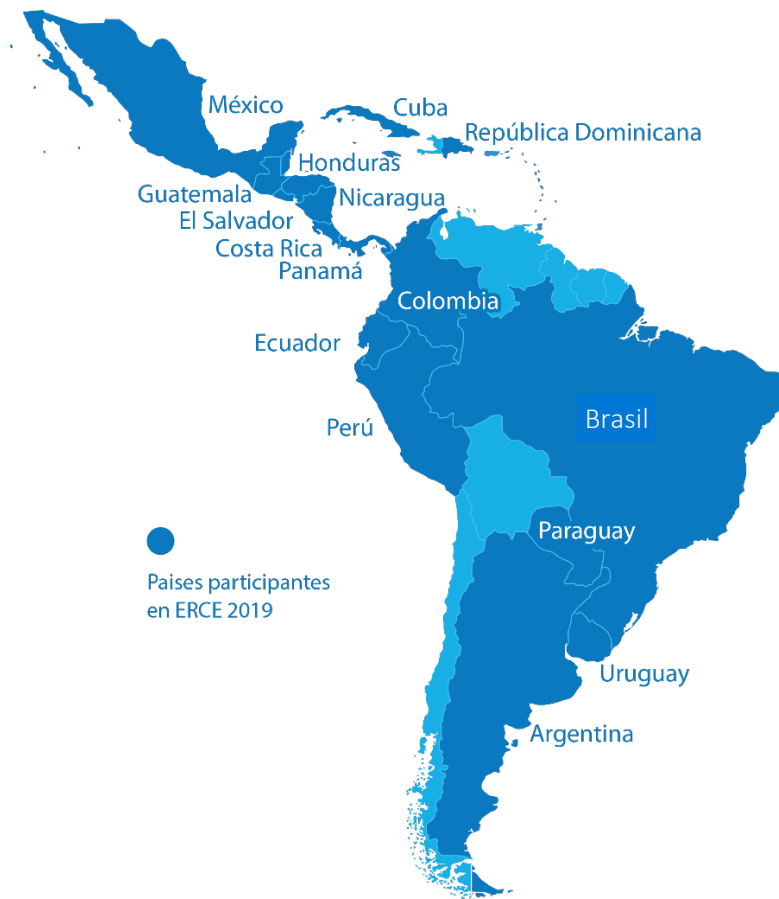 México
Cuba
República Dominicana
Honduras
Guatemala
Nicaragua
El Salvador
Costa Rica
Panamá
Colombia
Ecuador
Brasil
Perú
Paraguay
Paises participantes
en ERCE 2019
Uruguay
Argentina